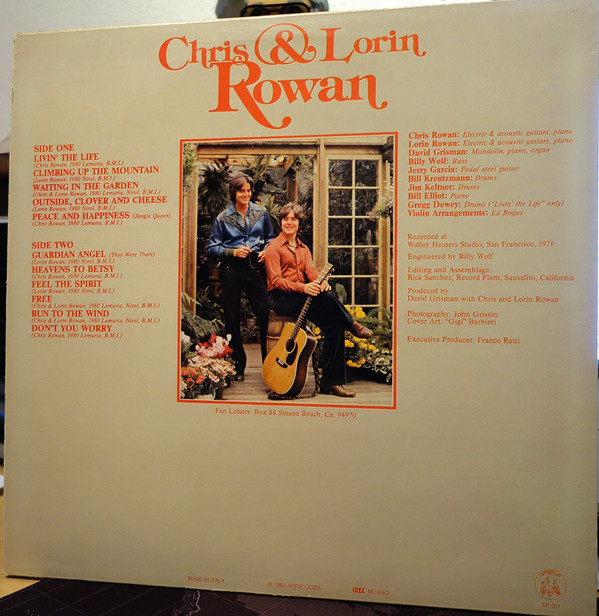 Chris & Lorin
Rowan
SIDE ONE
LIVIN' THE LIFE
(Chris Rowan, 1980 Lemuria, B.M.I.)
CLIMBING UP THE MOUNTAIN
(Lorin Rowan, 1980 Nirol, B.M.I.)
WAITING IN THE GARDEN
(Chris & Lorin Rowan, 1980 Lemuria, Nirol, B.M.I.)
OUTSIDE, CLOVER AND CHEESE
(Lorin Rowan, 1980 Nirol, B.M.I.)
PEACE AND HAPPINESS (Jungle Queen)
(Chris Rowan, 1980 Lemuria, B.M.I.)
SIDE TWO
GUARDIAN ANGEL (They Were There)
(Lorin Rowan, 1980 Nirol, B.M.I.)
HEAVENS TO BETSY
(Chris Rowan, 1980 Lemuria, B.M.I.)
FEEL THE SPIRIT
(Lorin Rowan, 1980 Nirol, B.M.I.)
FREE
(Chris & Lorin Rowan, 1980 Lemuria, Nirol, B.M.I.)
RUN TO THE WIND
(Chris & Lorin Rowan, 1980 Lemuria, Nirol, B.M.I.)
DON'T YOU WORRY
(Chris Rowan, 1980 Lemuria, B.M.I.)
Chris Rowan: Electric & acoustic guitars, piano
Lorin Rowan: Electric & acoustic guitars, piano
David Grisman: Mandolin, piano, organ
Billy Wolf: Bass
Jerry Garcia: Pedal steel guitar
Bill Kreutzmann: Drums
Jim Keltner: Drums
Bill Elliot: Piano
Gregg Dewey: Drums ("Livin' the Life" only)
Violin Arrangements: Ed Bogus
Recorded at
Walley Heiders Studio, San Francisco, 1973
Engineered by Billy Wolf
Editing and Assemblage:
Rick Sanchez, Record Plant, Sausalito, California
Produced by
David Grisman with Chris and Lorin Rowan
Photography: John Grissin
Cover Art: "Gigi" Barbieri
Executive Producer: Franco Ratti
Fan Letters: Box 88 Sinson Beach, Ca. 94970
MADE IN ITALY
℗ 1980 APPALOOSA
IREC MILANO
AP 011